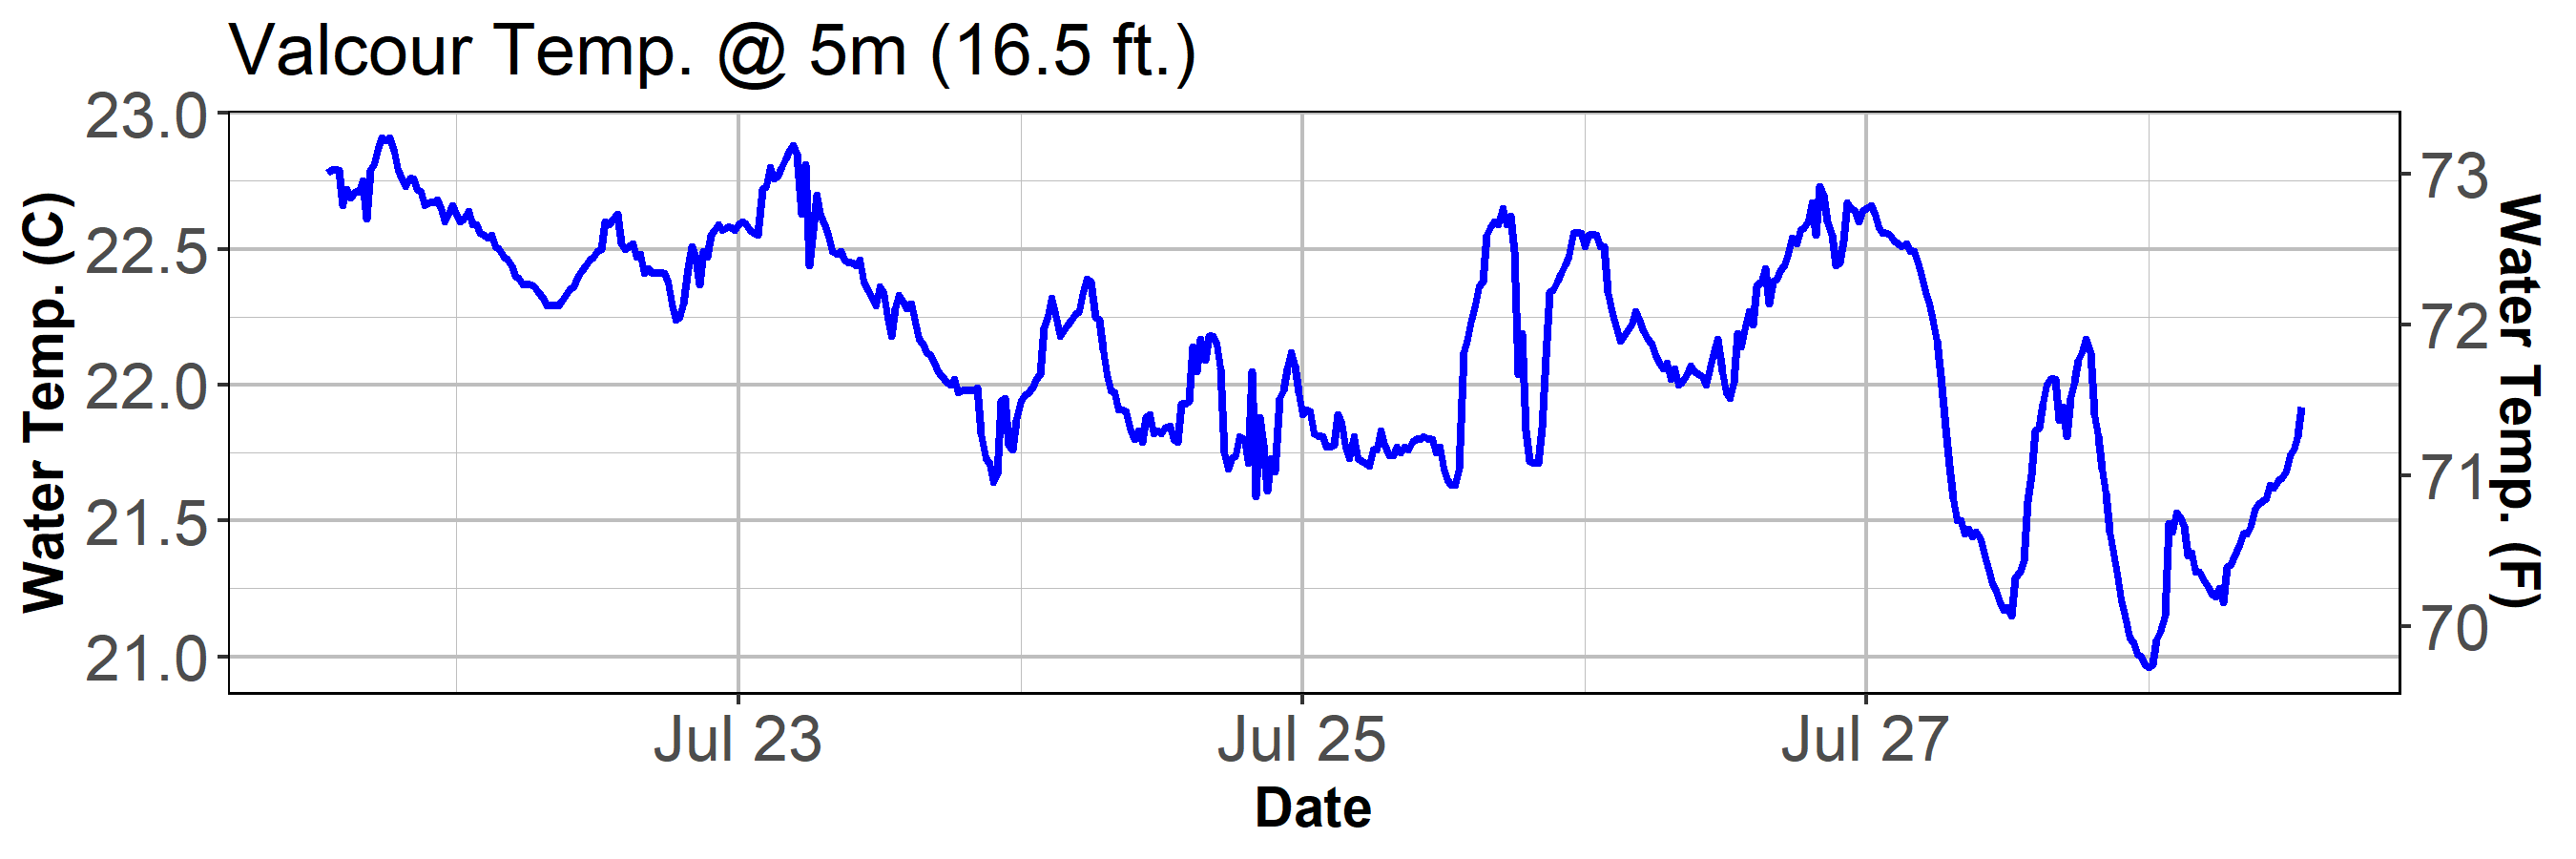 Valcour Temp. @ 5m (16.5 ft.)
Water Temp. (C)
23.0
22.5
22.0
21.5
21.0
73
72
71
70
Water Temp. (F)
Jul 23
Jul 25
Jul 27
Date